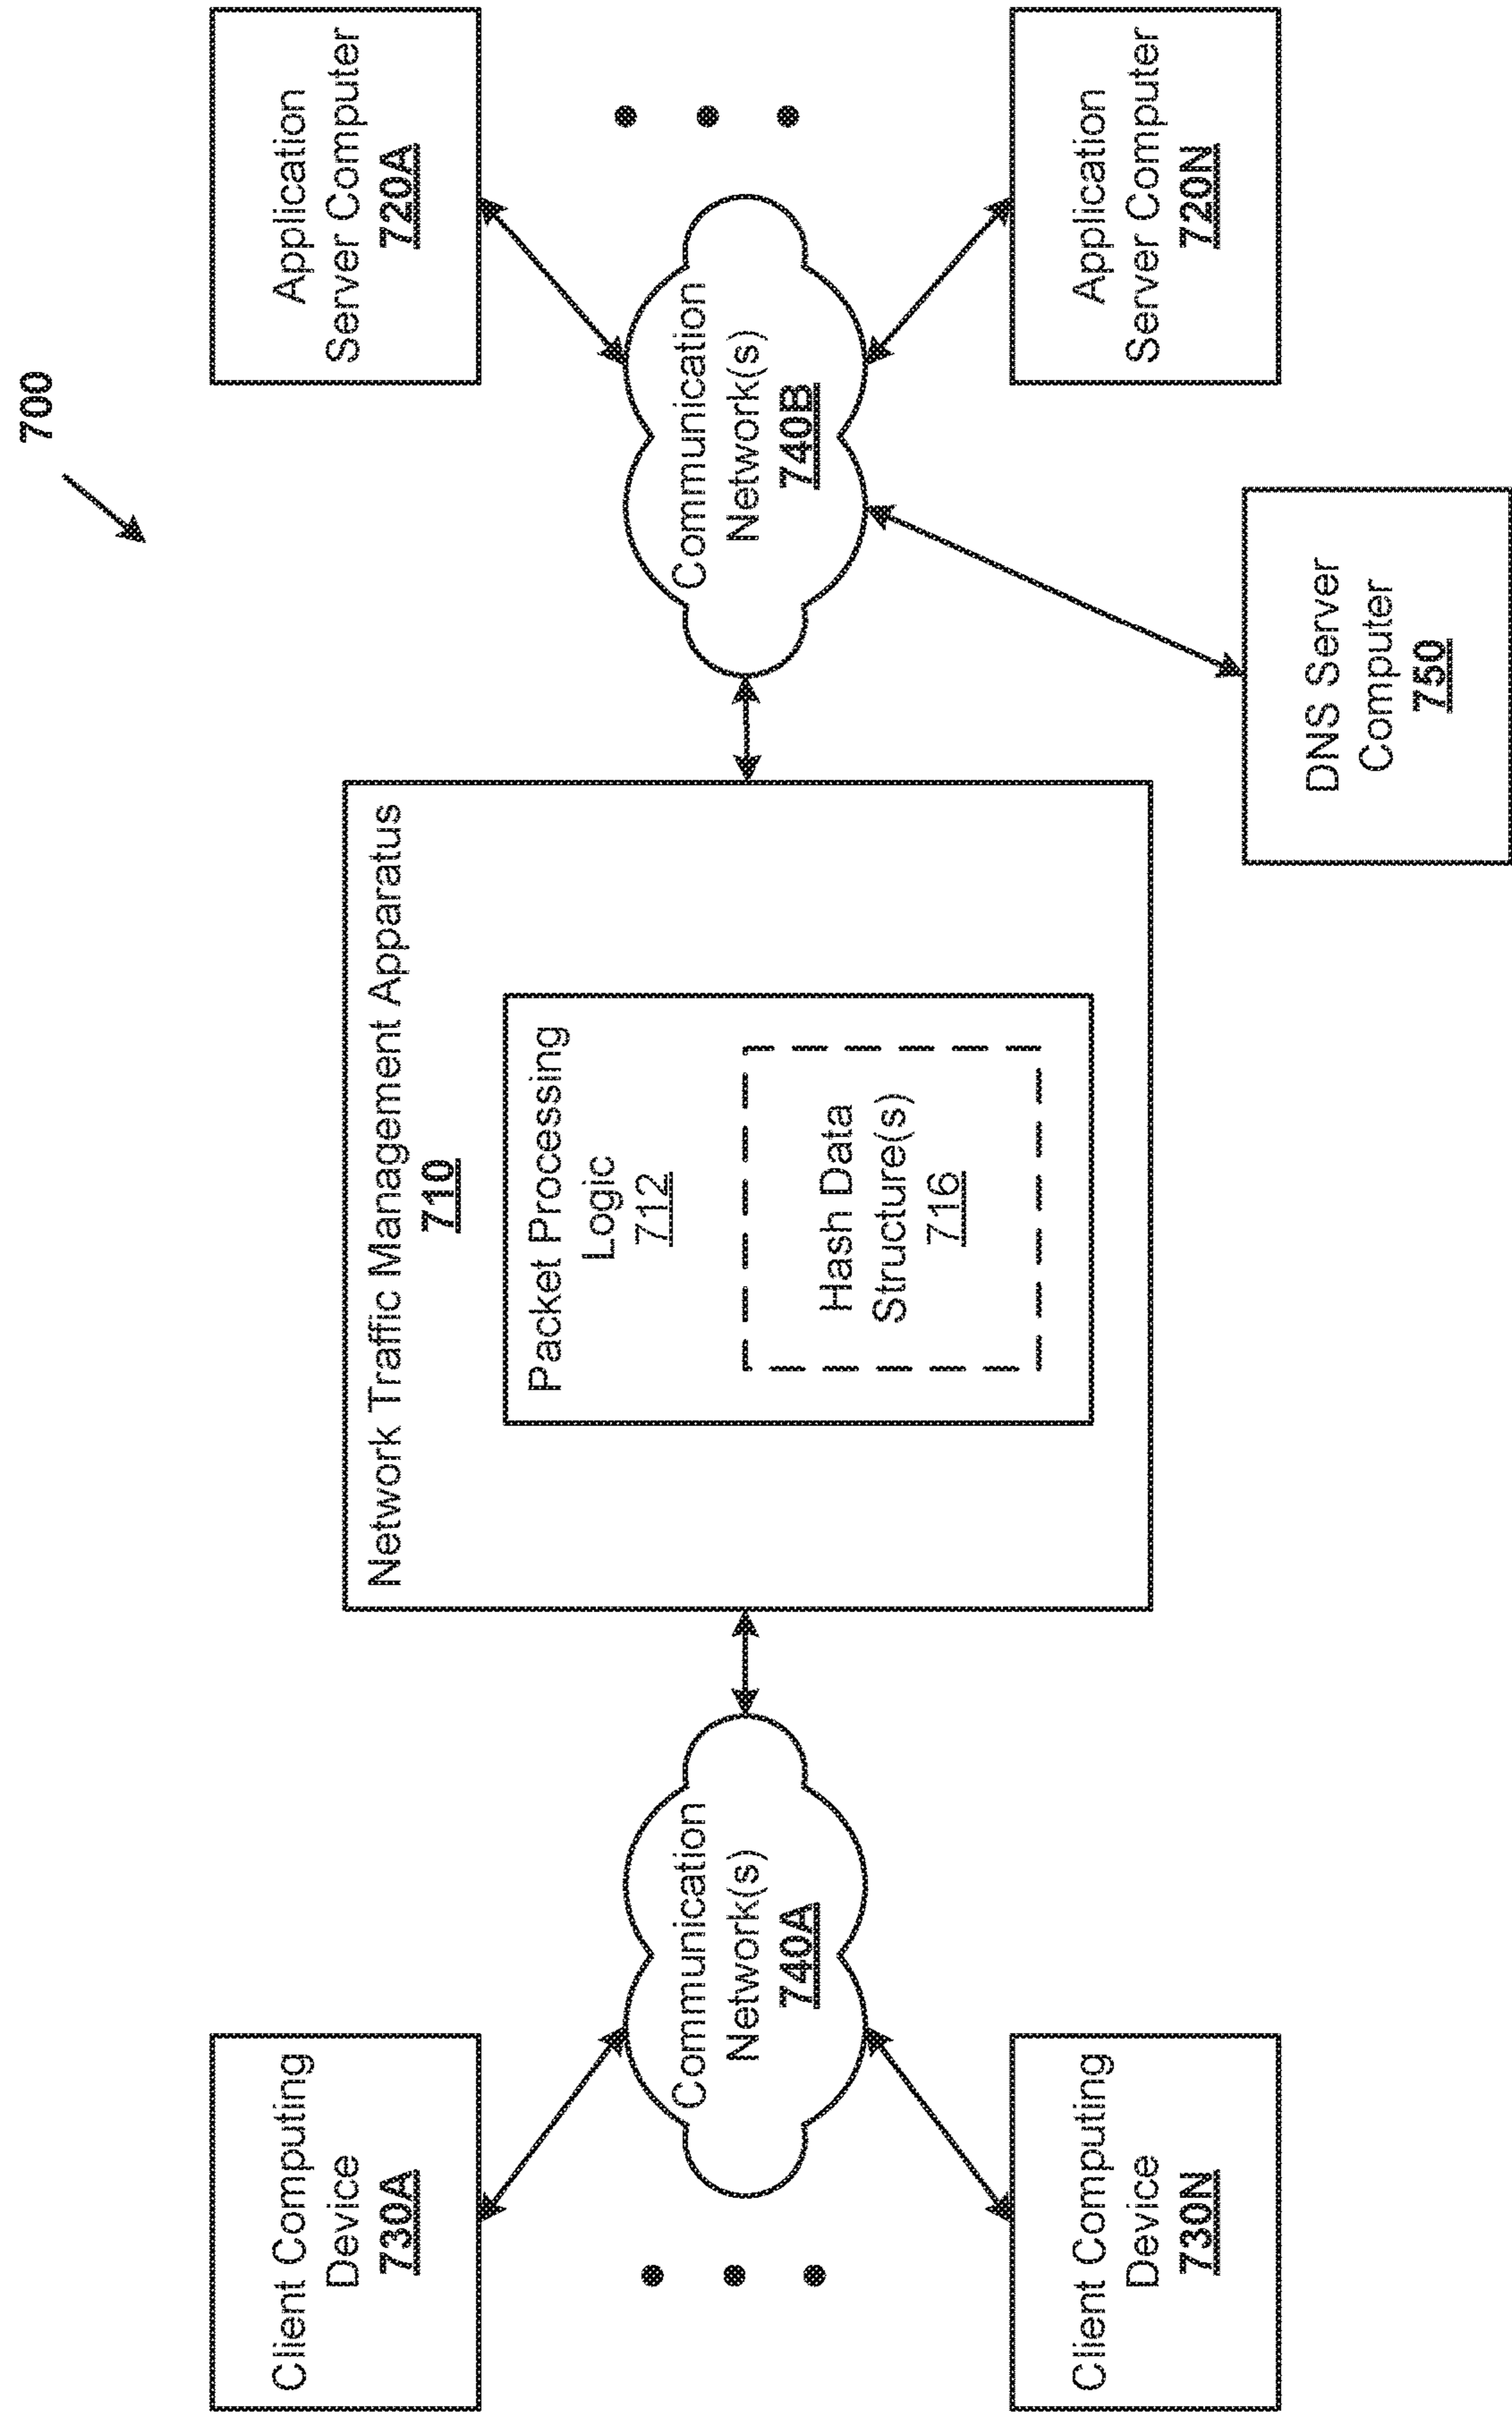 700
Client Computing
Device
730A
Client Computing
Device
730N
Communication
Network(s)
740A
Network Traffic Management Apparatus
710
Packet Processing
Logic
712
Hash Data
Structure(s)
716
Communication
Network(s)
740B
Application
Server Computer
720A
Application
Server Computer
720N
DNS Server
Computer
750